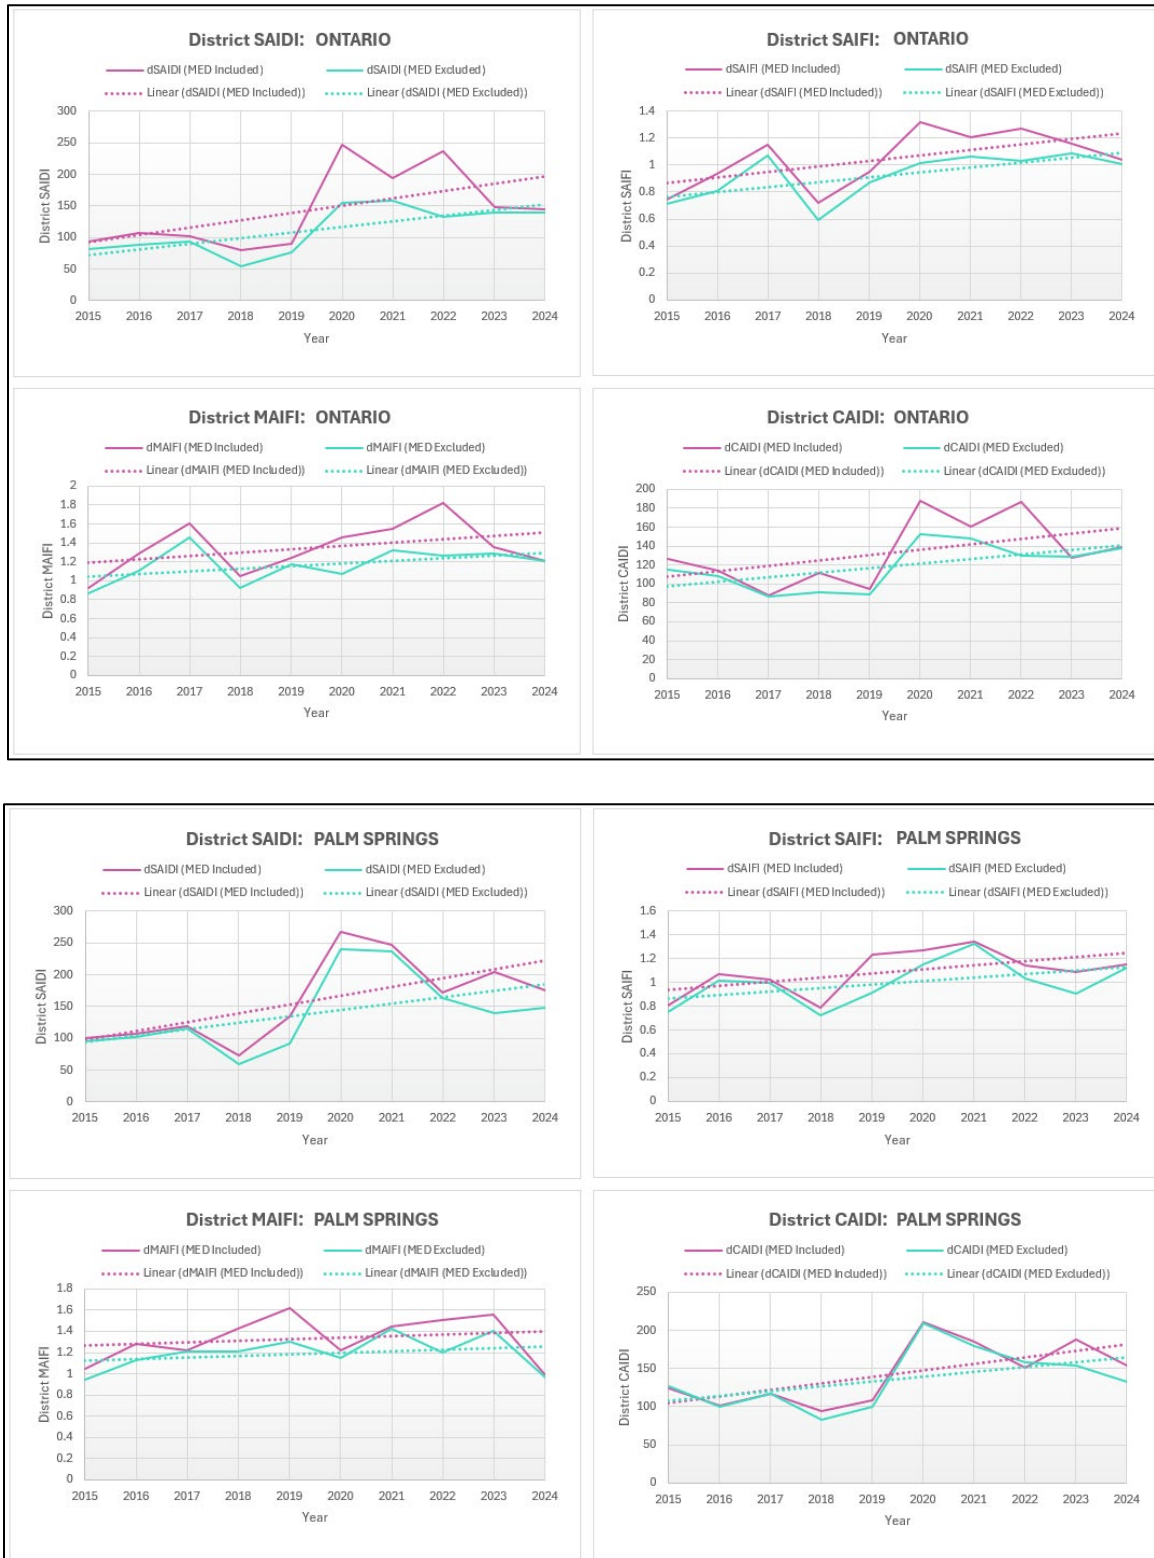 District SAIDI: ONTARIO
dSAIDI (MED Included) dSAIDI (MED Excluded)
Linear (dSAIDI (MED Included)) Linear (dSAIDI (MED Excluded))
300
250
200
150
100
50
0
District SAIDI
2015 2016 2017 2018 2019 2020 2021 2022 2023 2024
Year
District SAIFI: ONTARIO
dSAIFI (MED Included) dSAIFI (MED Excluded)
Linear (dSAIFI (MED Included)) Linear (dSAIFI (MED Excluded))
1.4
1.2
1
0.8
0.6
0.4
0.2
0
District SAIFI
2015 2016 2017 2018 2019 2020 2021 2022 2023 2024
Year
District MAIFI: ONTARIO
dMAIFI (MED Included) dMAIFI (MED Excluded)
Linear (dMAIFI (MED Included)) Linear (dMAIFI (MED Excluded))
2
1.8
1.6
1.4
1.2
1
0.8
0.6
0.4
0.2
0
District MAIFI
2015 2016 2017 2018 2019 2020 2021 2022 2023 2024
Year
District CAIDI: ONTARIO
dCAIDI (MED Included) dCAIDI (MED Excluded)
Linear (dCAIDI (MED Included)) Linear (dCAIDI (MED Excluded))
200
180
160
140
120
100
80
60
40
20
0
District CAIDI
2015 2016 2017 2018 2019 2020 2021 2022 2023 2024
Year
District SAIDI: PALM SPRINGS
dSAIDI (MED Included) dSAIDI (MED Excluded)
Linear (dSAIDI (MED Included)) Linear (dSAIDI (MED Excluded))
300
250
200
150
100
50
0
District SAIDI
2015 2016 2017 2018 2019 2020 2021 2022 2023 2024
Year
District SAIFI: PALM SPRINGS
dSAIFI (MED Included) dSAIFI (MED Excluded)
Linear (dSAIFI (MED Included)) Linear (dSAIFI (MED Excluded))
1.6
1.4
1.2
1
0.8
0.6
0.4
0.2
0
District SAIFI
2015 2016 2017 2018 2019 2020 2021 2022 2023 2024
Year
District MAIFI: PALM SPRINGS
dMAIFI (MED Included) dMAIFI (MED Excluded)
Linear (dMAIFI (MED Included)) Linear (dMAIFI (MED Excluded))
1.8
1.6
1.4
1.2
1
0.8
0.6
0.4
0.2
0
District MAIFI
2015 2016 2017 2018 2019 2020 2021 2022 2023 2024
Year
District CAIDI: PALM SPRINGS
dCAIDI (MED Included) dCAIDI (MED Excluded)
Linear (dCAIDI (MED Included)) Linear (dCAIDI (MED Excluded))
250
200
150
100
50
0
District CAIDI
2015 2016 2017 2018 2019 2020 2021 2022 2023 2024
Year